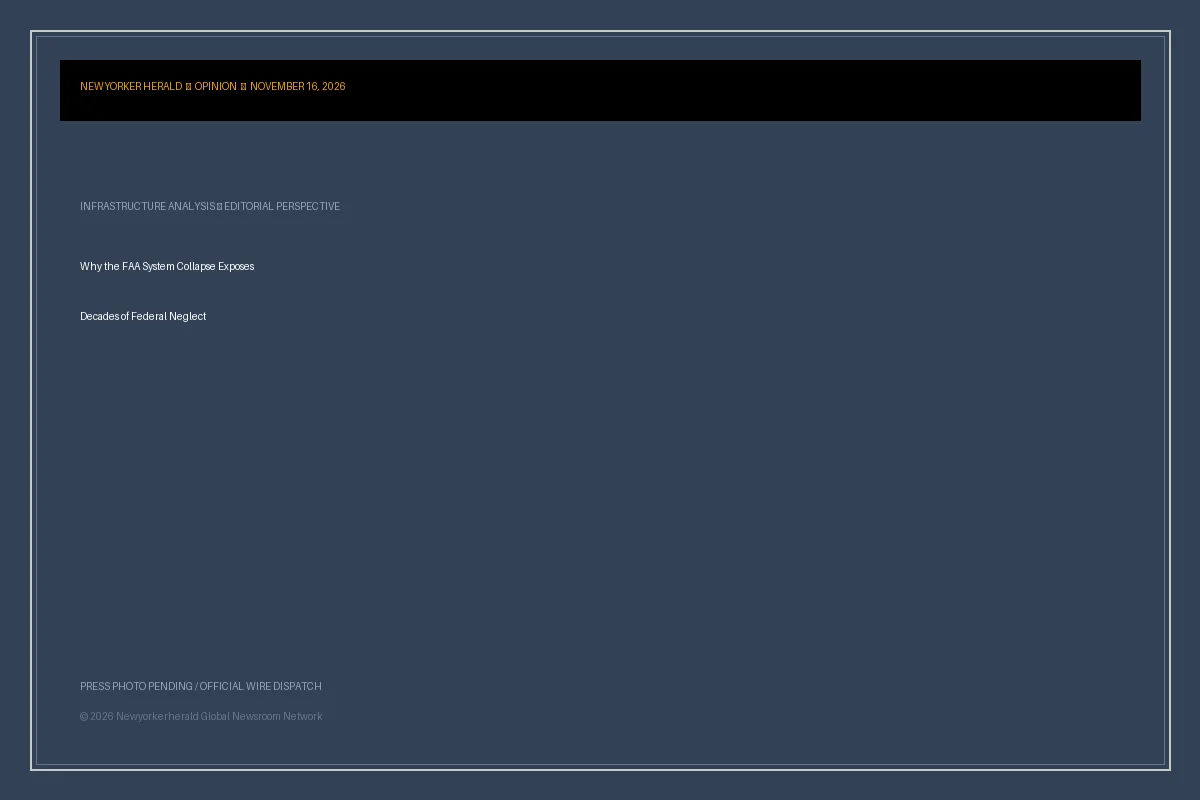 NEWYORKER HERALD ▯ OPINION ▯ NOVEMBER 16, 2026
INFRASTRUCTURE ANALYSIS ▯ EDITORIAL PERSPECTIVE
Why the FAA System Collapse Exposes
Decades of Federal Neglect
PRESS PHOTO PENDING / OFFICIAL WIRE DISPATCH
© 2026 Newyorkerherald Global Newsroom Network